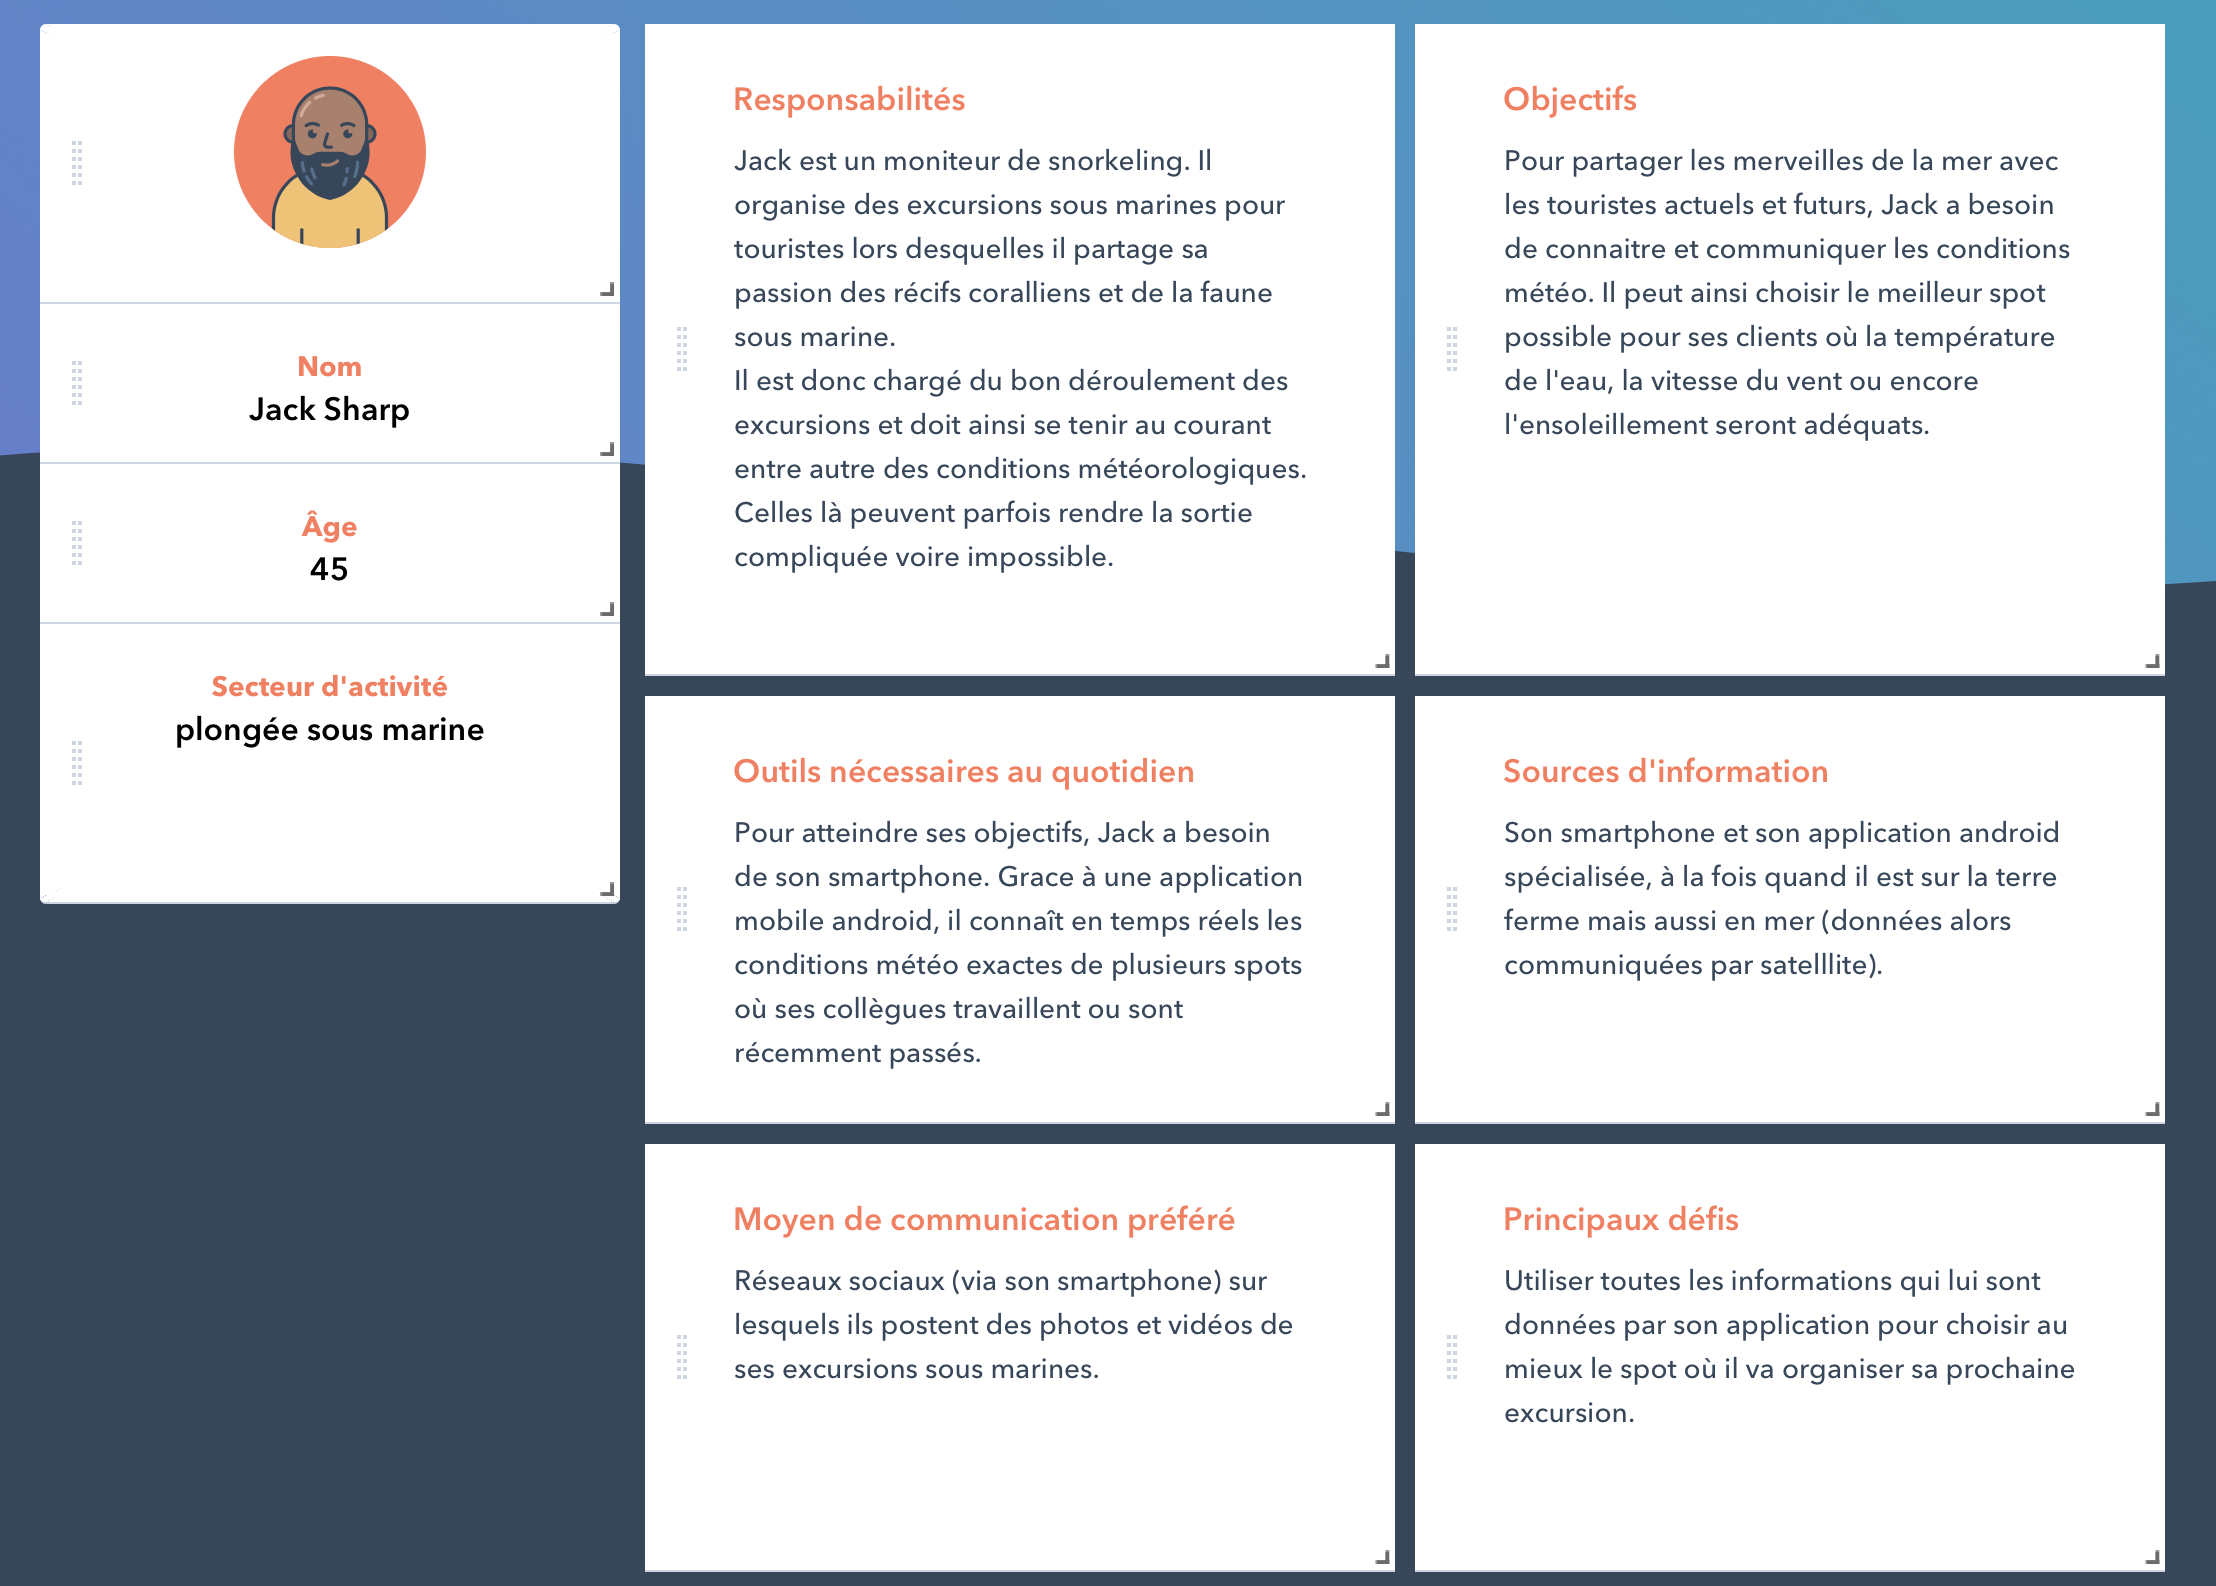 Nom
Jack Sharp
Âge
45
Secteur d'activité
plongée sous marine
Responsabilités
Jack est un moniteur de snorkeling. Il
organise des excursions sous marines pour
touristes lors desquelles il partage sa
passion des récifs coralliens et de la faune
sous marine.
Il est donc chargé du bon déroulement des
excursions et doit ainsi se tenir au courant
entre autre des conditions météorologiques.
Celles là peuvent parfois rendre la sortie
compliquée voire impossible.
Objectifs
Pour partager les merveilles de la mer avec
les touristes actuels et futurs, Jack a besoin
de connaitre et communiquer les conditions
météo. Il peut ainsi choisir le meilleur spot
possible pour ses clients où la température
de l'eau, la vitesse du vent ou encore
l'ensoleillement seront adéquats.
Outils nécessaires au quotidien
Pour atteindre ses objectifs, Jack a besoin
de son smartphone. Grace à une application
mobile android, il connaît en temps réels les
conditions météo exactes de plusieurs spots
où ses collègues travaillent ou sont
récemment passés.
Sources d'information
Son smartphone et son application android
spécialisée, à la fois quand il est sur la terre
ferme mais aussi en mer (données alors
communiquées par satelllite).
Moyen de communication préféré
Réseaux sociaux (via son smartphone) sur
lesquels ils postent des photos et vidéos de
ses excursions sous marines.
Principaux défis
Utiliser toutes les informations qui lui sont
données par son application pour choisir au
mieux le spot où il va organiser sa prochaine
excursion.